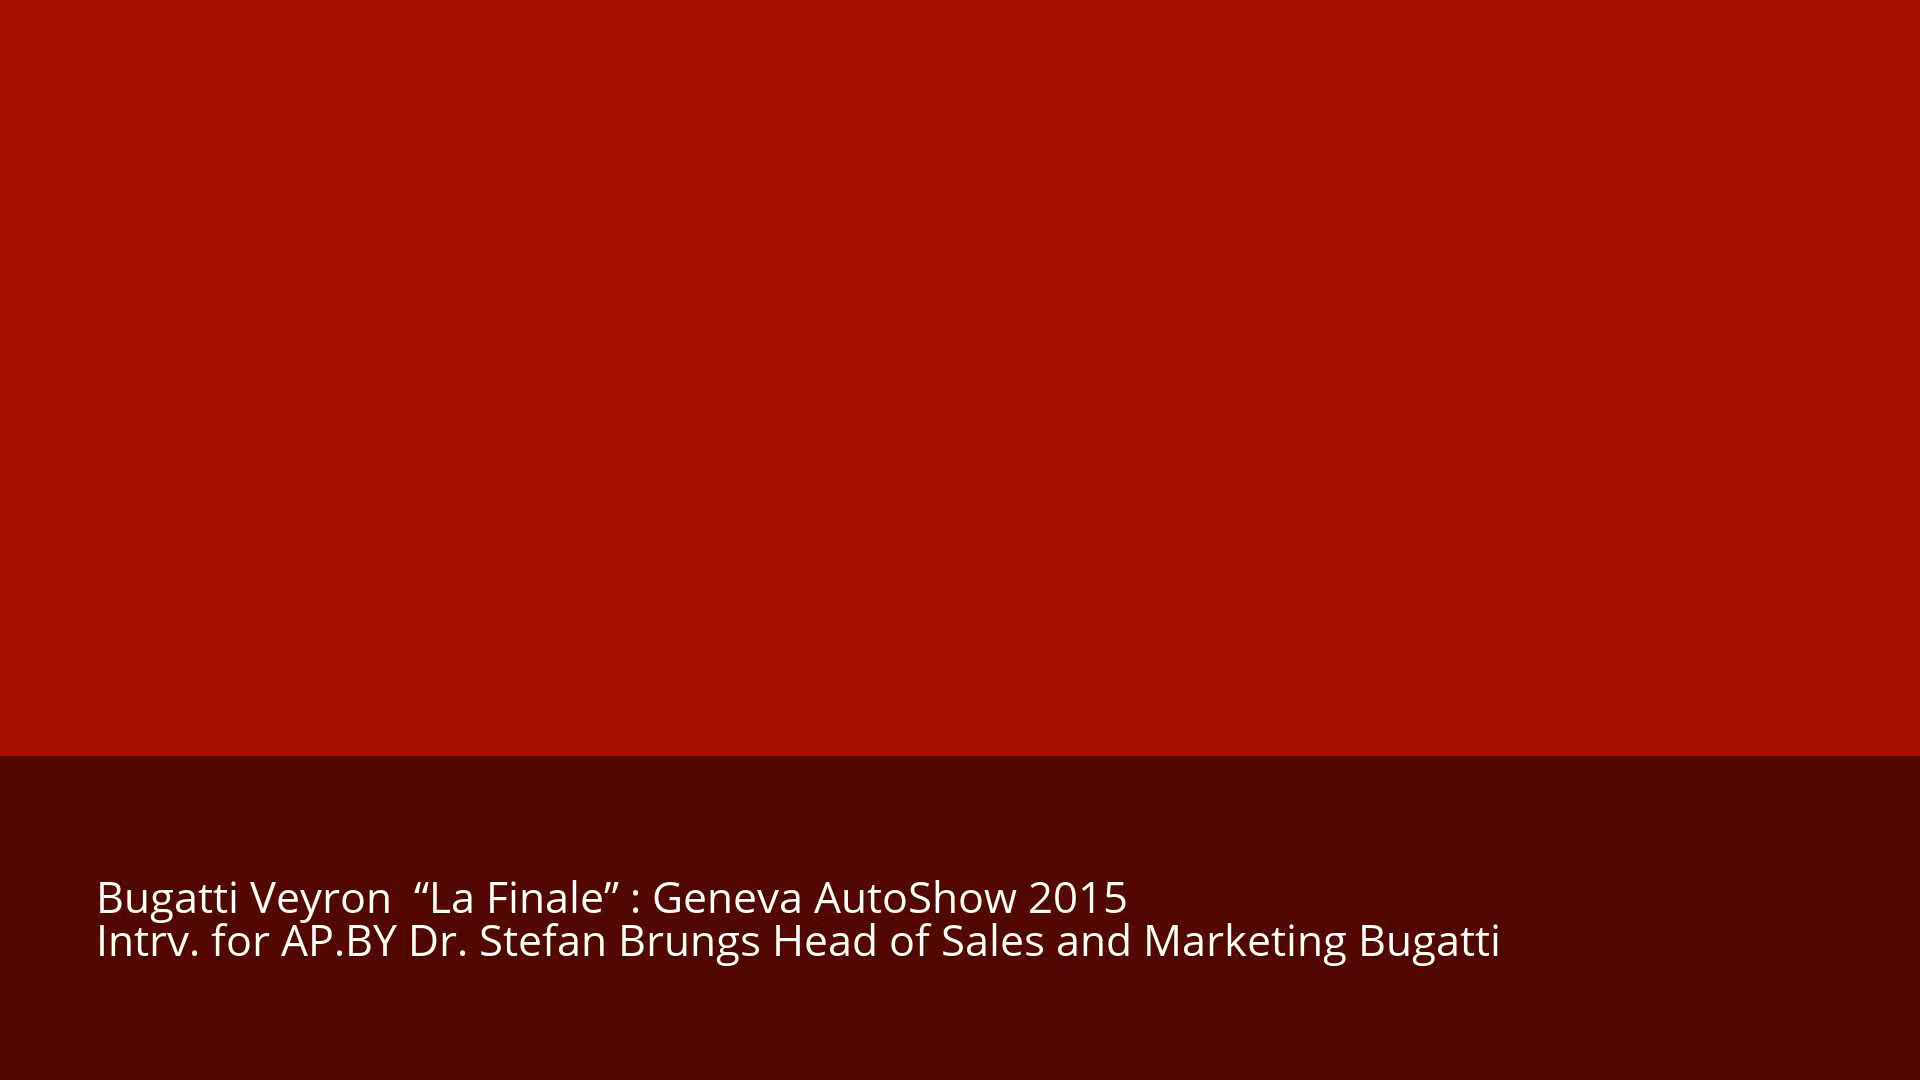 Bugatti Veyron  “La Finale” : Geneva AutoShow 2015
Intrv. for AP.BY Dr. Stefan Brungs Head of Sales and Marketing Bugatti